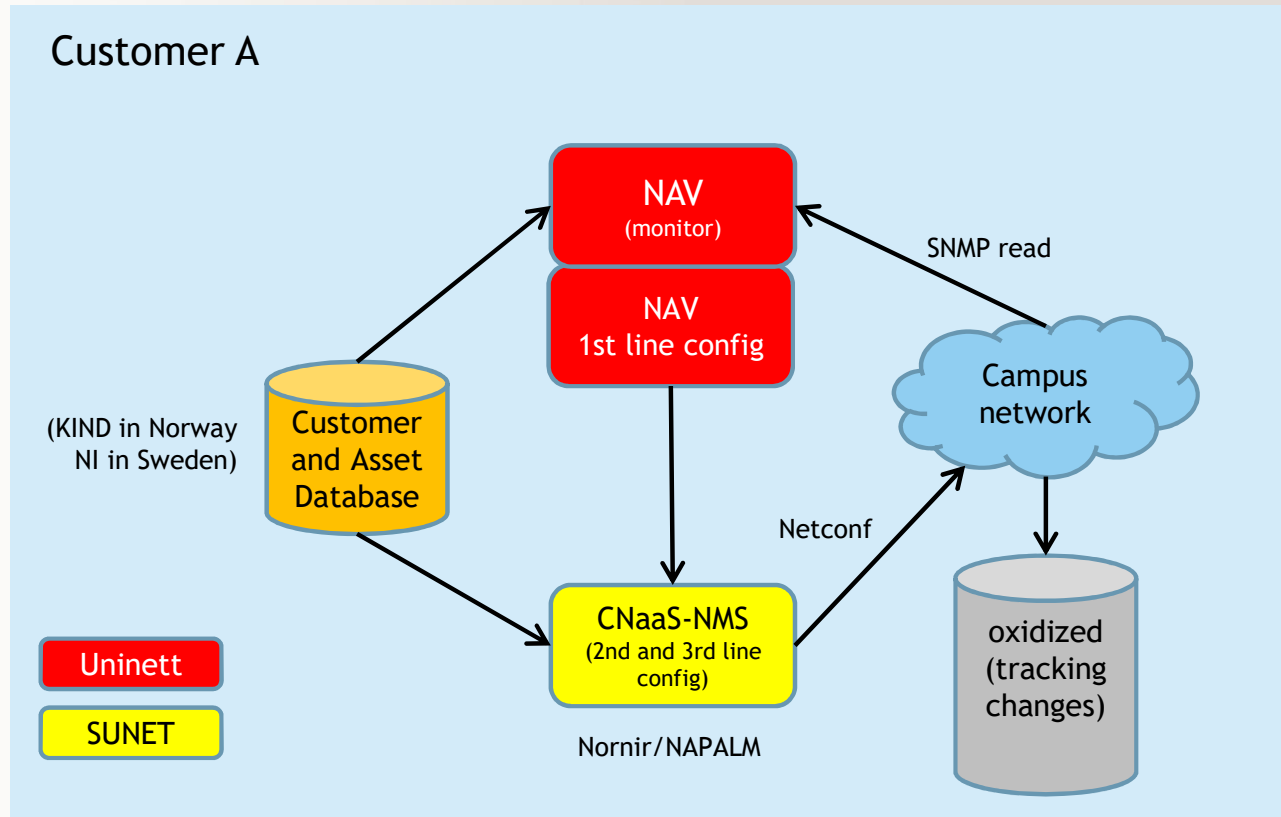 Customer A
NAV
(monitor)
SNMP read
NAV
1st line config
Campus
network
(KIND in Norway
NI in Sweden)
Customer
and Asset
Database
Netconf
CNaaS-NMS
(2nd and 3rd line
config)
oxidized
(tracking
changes)
Uninett
SUNET
Nornir/NAPALM